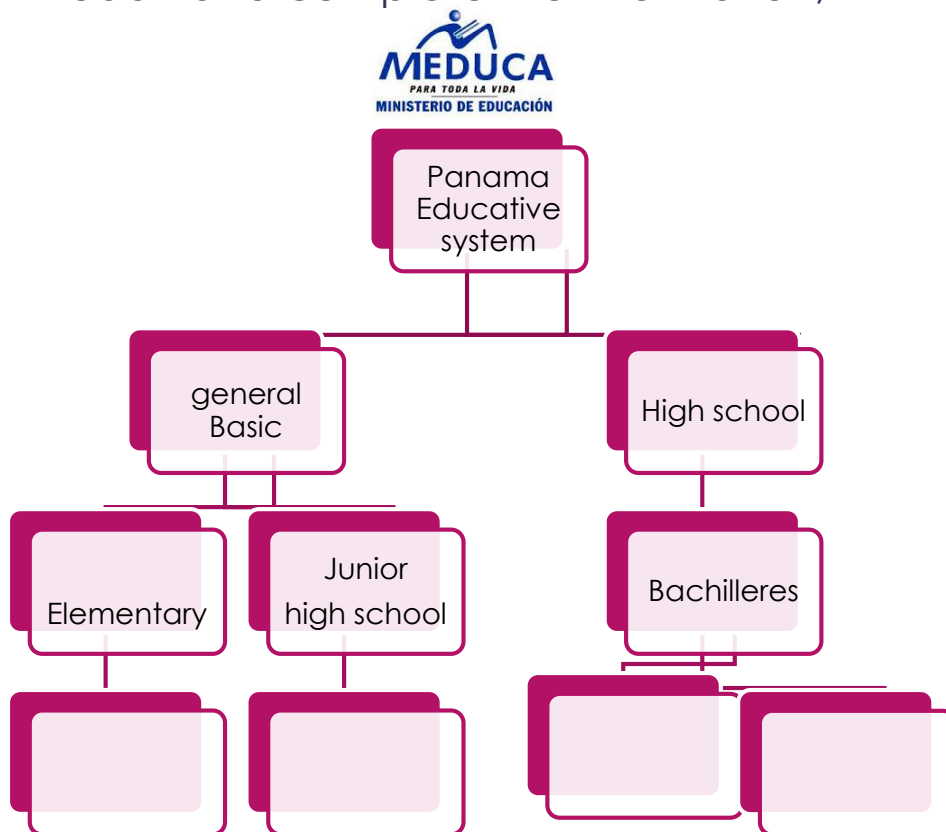 MEDUCA
PARA TODA LA VIDA
MINISTERIO DE EDUCACIÓN
Panama
Educative
system
general
Basic
High school
Elementary
Junior
high school
Bachilleres